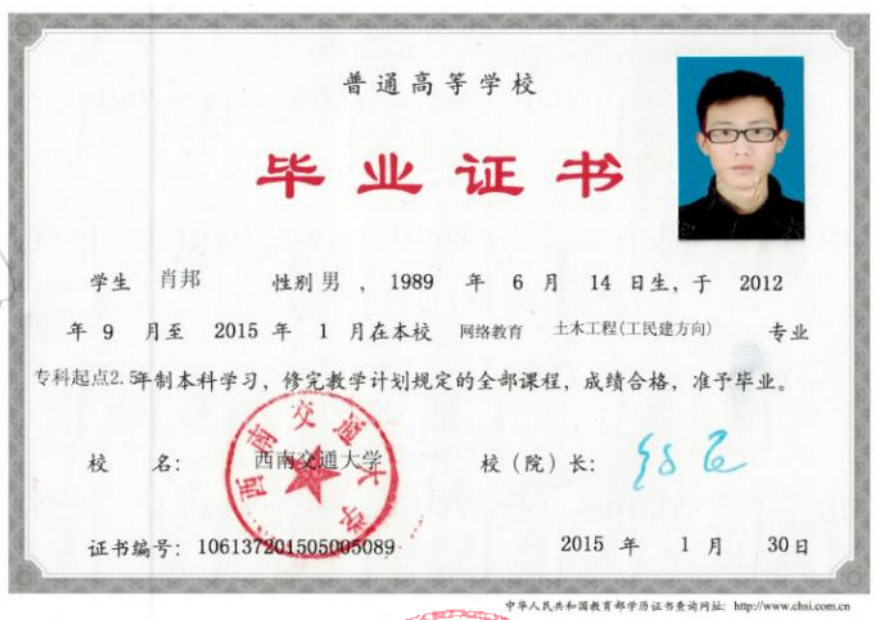 普通高等学校
毕业证书
学生 肖邦 性别 男 , 1989 年 6 月 14 日生, 于 2012
年 9 月至 2015 年 1 月在本校 网络教育 土木工程(工民建方向) 专业
专科起点2.5年制本科学习, 修完教学计划规定的全部课程, 成绩合格, 准予毕业。
校 名: 西南交通大学 校(院)长:
西南交通大学
证书编号: 106137201505005089 2015 年 1 月 30日
中华人民共和国教育部学历证书查询网址: http://www.chsi.com.cn